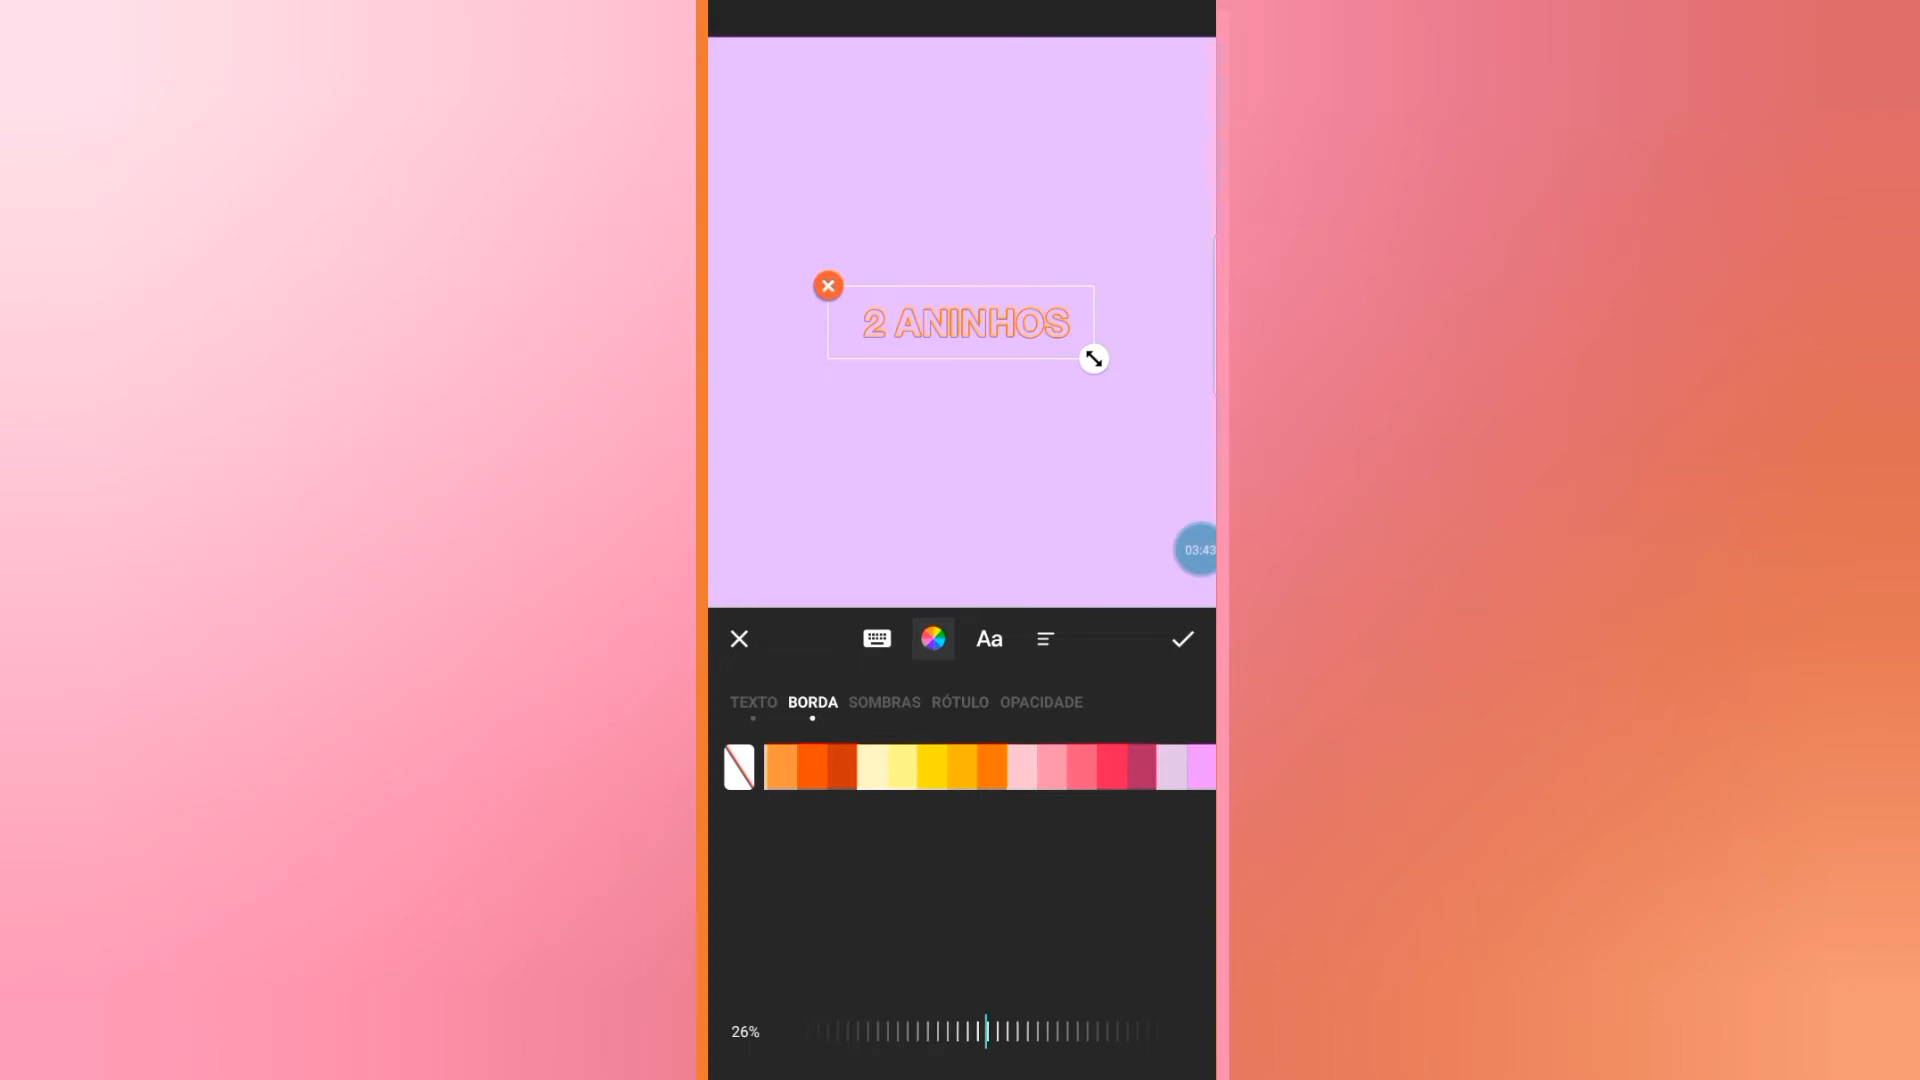 2 ANINHOS
03:43
Aa
TEXTO BORDA SOMBRAS RÓTULO OPACIDADE
26%